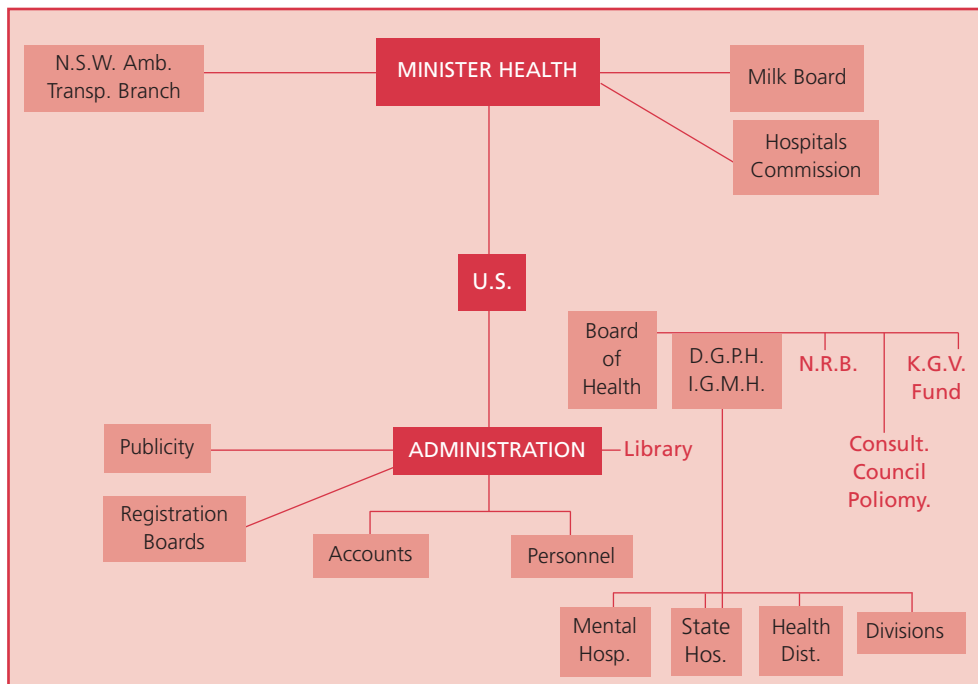 N.S.W. Amb.
Transp. Branch
MINISTER HEALTH
Milk Board
Hospitals
Commission
U.S.
Board
of
Health
D.G.P.H.
I.G.M.H.
N.R.B.
K.G.V.
Fund
Consult.
Council
Poliomy.
Publicity
ADMINISTRATION
Library
Registration
Boards
Accounts
Personnel
Mental
Hosp.
State
Hos.
Health
Dist.
Divisions